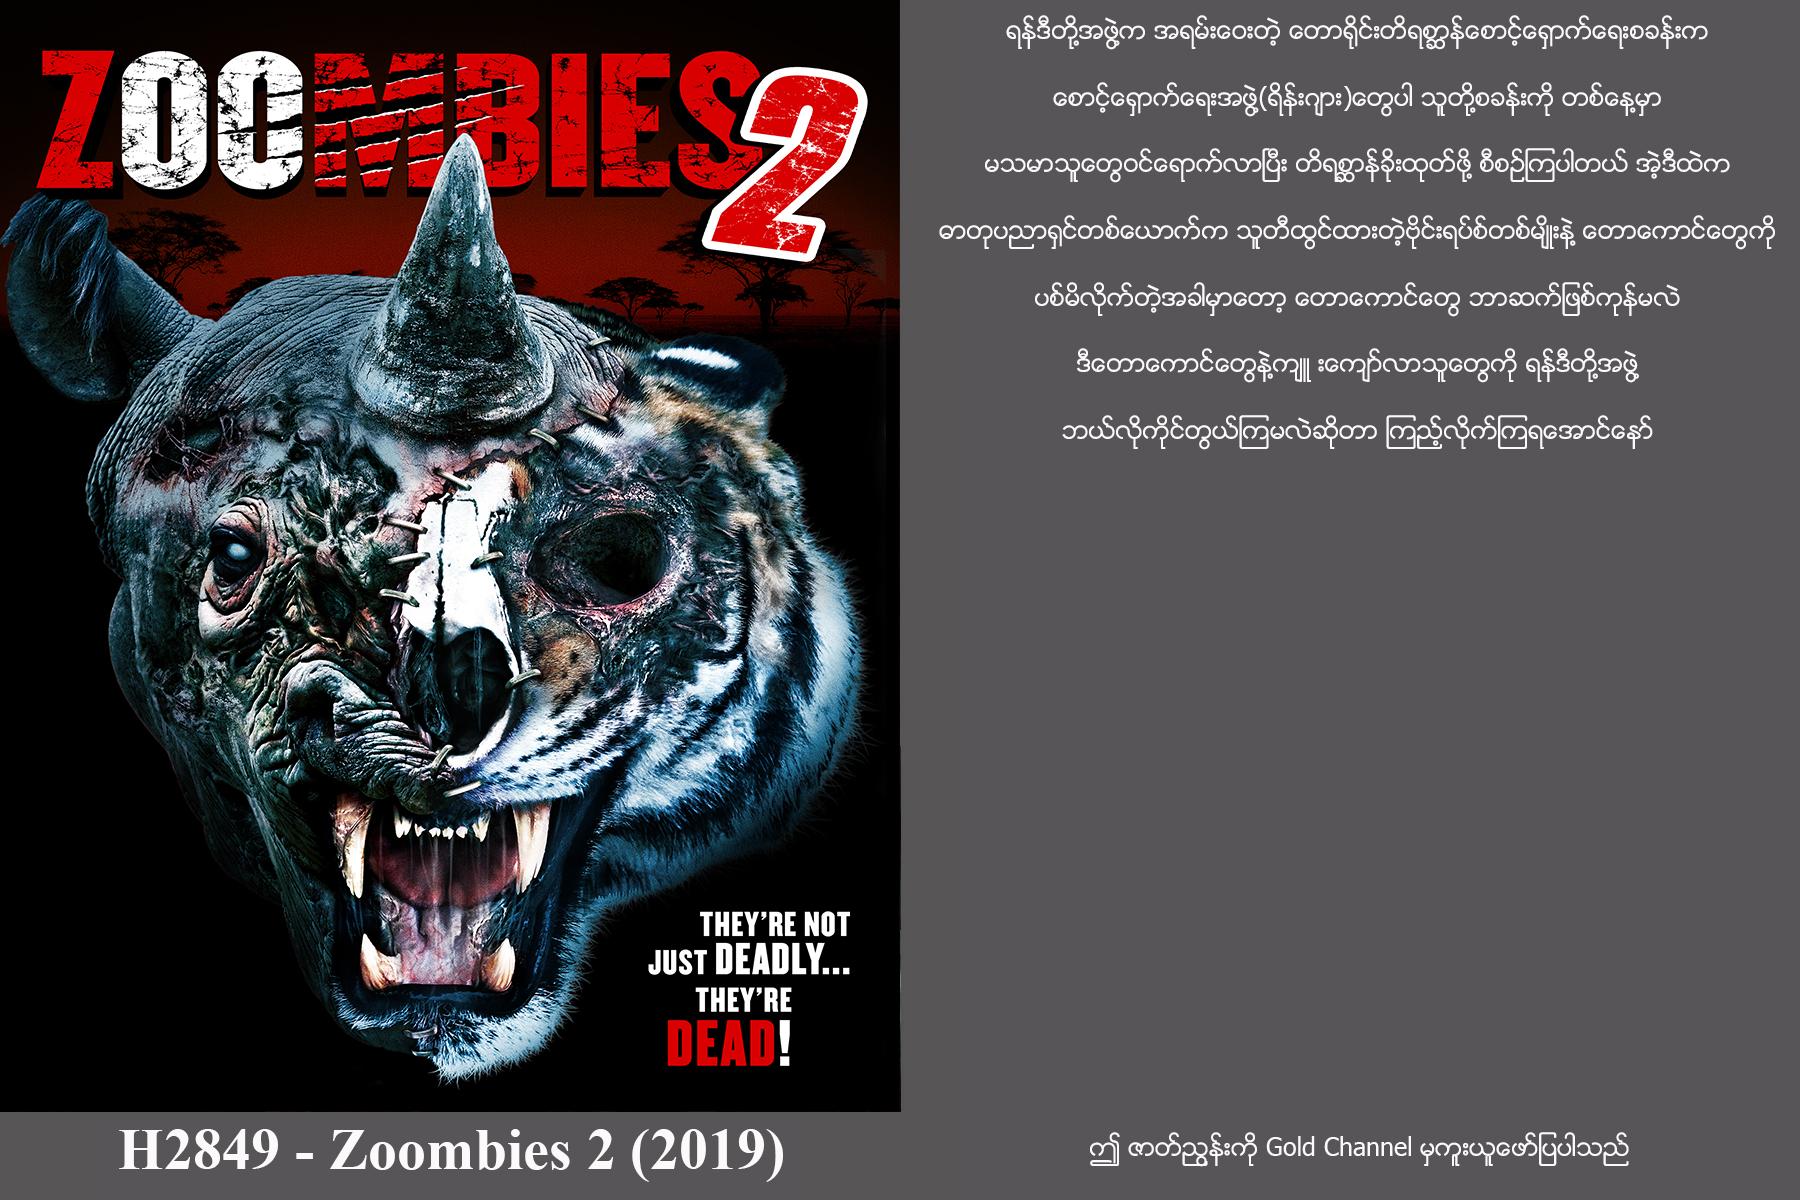 ZOOMBIES 2
THEY'RE NOT
JUST DEADLY...
THEY'RE
DEAD!
H2849 - Zoombies 2 (2019)
ရန်ဒီတို့အဖွဲ့က အရမ်းဝေးတဲ့ တောရိုင်းတိရစ္ဆာန်စောင့်ရှောက်ရေးစခန်းက
စောင့်ရှောက်ရေးအဖွဲ့(ရိန်းဂျား)တွေပါ သူတို့စခန်းကို တစ်နေ့မှာ
မသမာသူတွေဝင်ရောက်လာပြီး တိရစ္ဆာန်ခိုးထုတ်ဖို့ စီစဉ်ကြပါတယ် အဲ့ဒီထဲက
ဓာတုပညာရှင်တစ်ယောက်က သူတီထွင်ထားတဲ့ဗိုင်းရပ်စ်တစ်မျိုးနဲ့ တောကောင်တွေကို
ပစ်မိလိုက်တဲ့အခါမှာတော့ တောကောင်တွေ ဘာဆက်ဖြစ်ကုန်မလဲ
ဒီတောကောင်တွေနဲ့ကျူ းကျော်လာသူတွေကို ရန်ဒီတို့အဖွဲ့
ဘယ်လိုကိုင်တွယ်ကြမလဲဆိုတာ ကြည့်လိုက်ကြရအောင်နော်
ဤ ဇာတ်ညွှန်းကို Gold Channel မှကူးယူဖော်ပြပါသည်